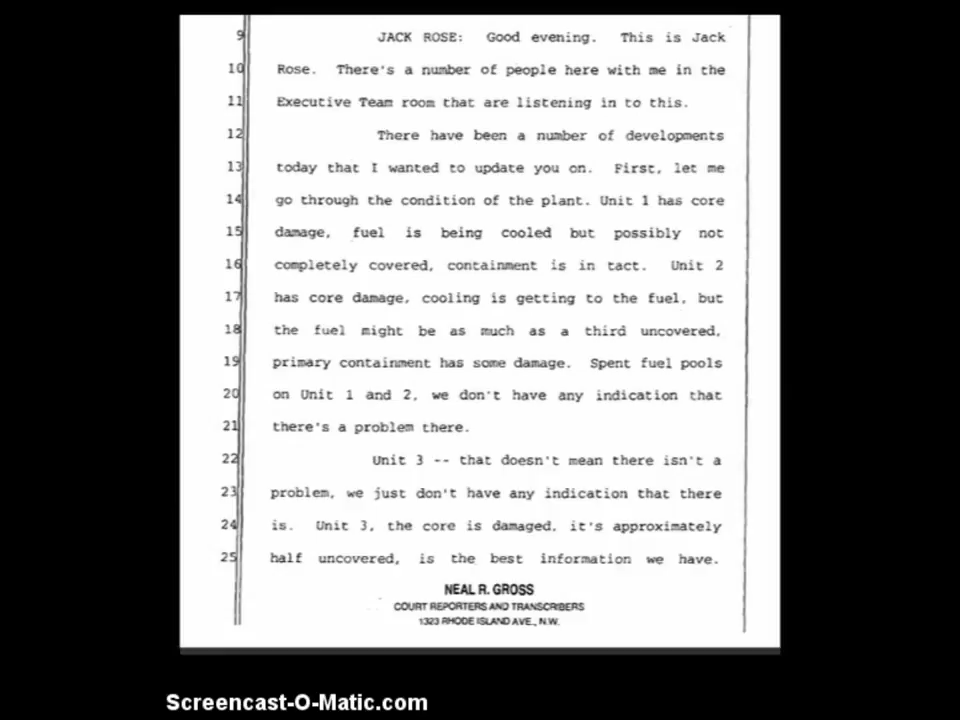 9 JACK ROSE: Good evening. This is Jack
10 Rose. There's a number of people here with me in the
11 Executive Team room that are listening in to this.
12 There have been a number of developments
13 today that I wanted to update you on. First, let me
14 go through the condition of the plant. Unit 1 has core
15 damage, fuel is being cooled but possibly not
16 completely covered, containment is in tact. Unit 2
17 has core damage, cooling is getting to the fuel, but
18 the fuel might be as much as a third uncovered,
19 primary containment has some damage. Spent fuel pools
20 on Unit 1 and 2, we don't have any indication that
21 there's a problem there.
22 Unit 3 -- that doesn't mean there isn't a
23 problem, we just don't have any indication that there
24 is. Unit 3, the core is damaged, it's approximately
25 half uncovered, is the best information we have.
NEAL R. GROSS
COURT REPORTERS AND TRANSCRIBERS
1323 RHODE ISLAND AVE., N.W.
Screencast-O-Matic.com